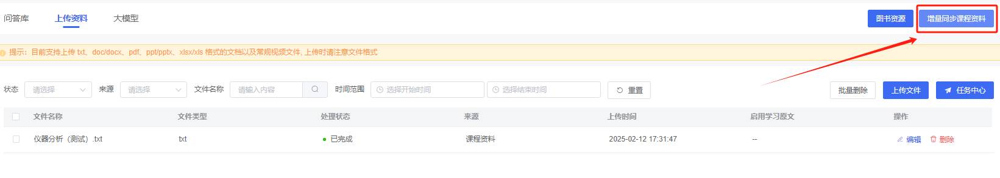 问答库 上传资料 大模型 图书资源 增量同步课程资料
提示：目前支持上传 txt、doc/docx、pdf、ppt/pptx、xlsx/xls 格式的文档以及常规视频文件, 上传时请注意文件格式
状态 请选择 来源 请选择 文件名称 请输入内容 时间范围 选择开始时间 选择结束时间 重置 批量删除 上传文件 任务中心
文件名称 文件类型 处理状态 来源 上传时间 启用学习原文 操作
仪器分析（测试）.txt txt 已完成 课程资料 2025-02-12 17:31:47 -- 编辑 删除